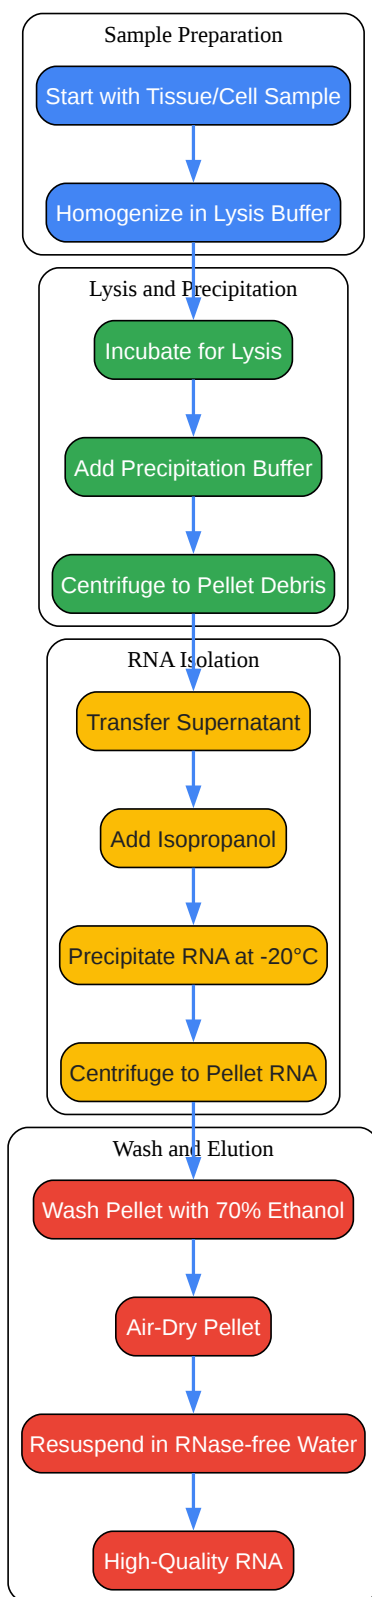 Sample Preparation
Start with Tissue/Cell Sample
Homogenize in Lysis Buffer
Lysis and Precipitation
Incubate for Lysis
Add Precipitation Buffer
Centrifuge to Pellet Debris
RNA Isolation
Transfer Supernatant
Add Isopropanol
Precipitate RNA at -20°C
Centrifuge to Pellet RNA
Wash and Elution
Wash Pellet with 70% Ethanol
Air-Dry Pellet
Resuspend in RNase-free Water
High-Quality RNA